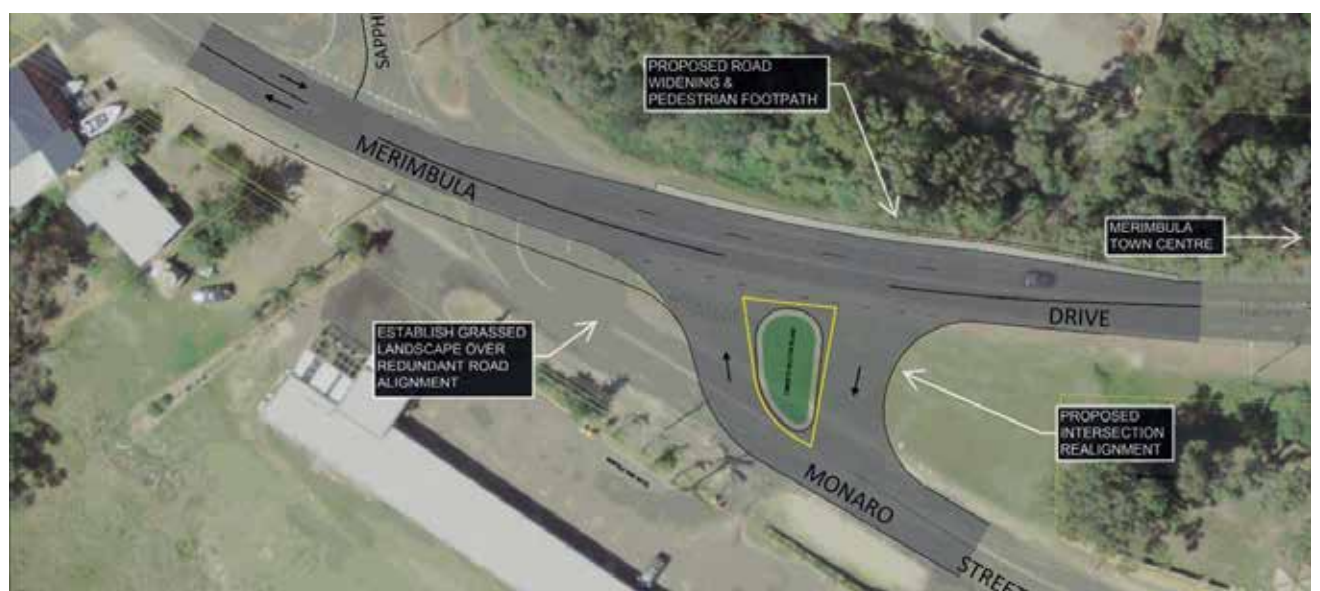 SAPPH
PROPOSED ROAD
WIDENING &
PEDESTRIAN FOOTPATH
MERIMBULA
MERIMBULA
TOWN CENTRE
DRIVE
ESTABLISH GRASSED
LANDSCAPE OVER
REDUNDANT ROAD
ALIGNMENT
PROPOSED
INTERSECTION
REALIGNMENT
MONARO
STREET